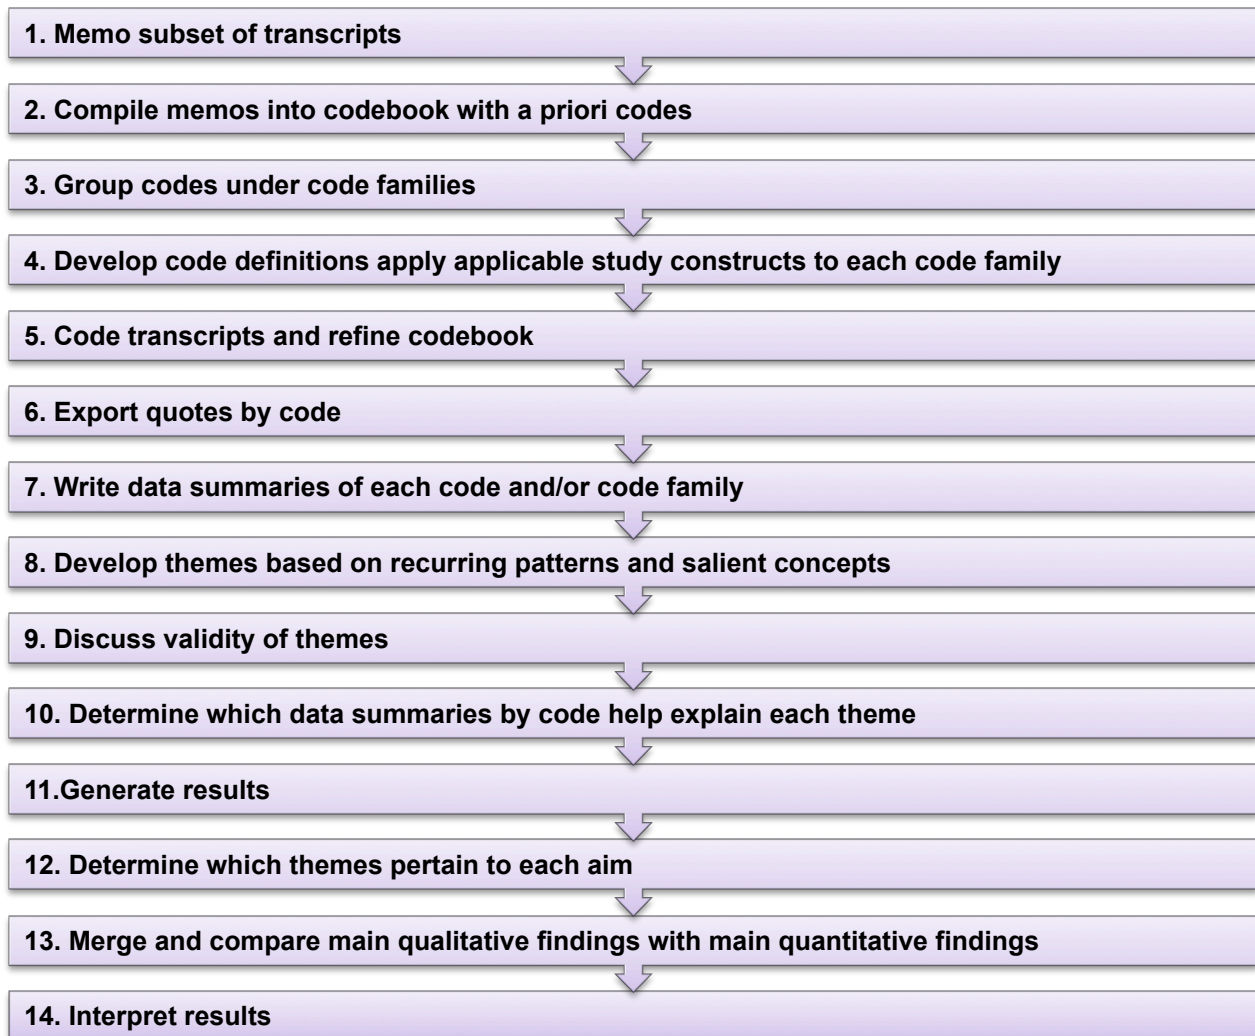 1. Memo subset of transcripts
2. Compile memos into codebook with a priori codes
3. Group codes under code families
4. Develop code definitions apply applicable study constructs to each code family
5. Code transcripts and refine codebook
6. Export quotes by code
7. Write data summaries of each code and/or code family
8. Develop themes based on recurring patterns and salient concepts
9. Discuss validity of themes
10. Determine which data summaries by code help explain each theme
11.Generate results
12. Determine which themes pertain to each aim
13. Merge and compare main qualitative findings with main quantitative findings
14. Interpret results